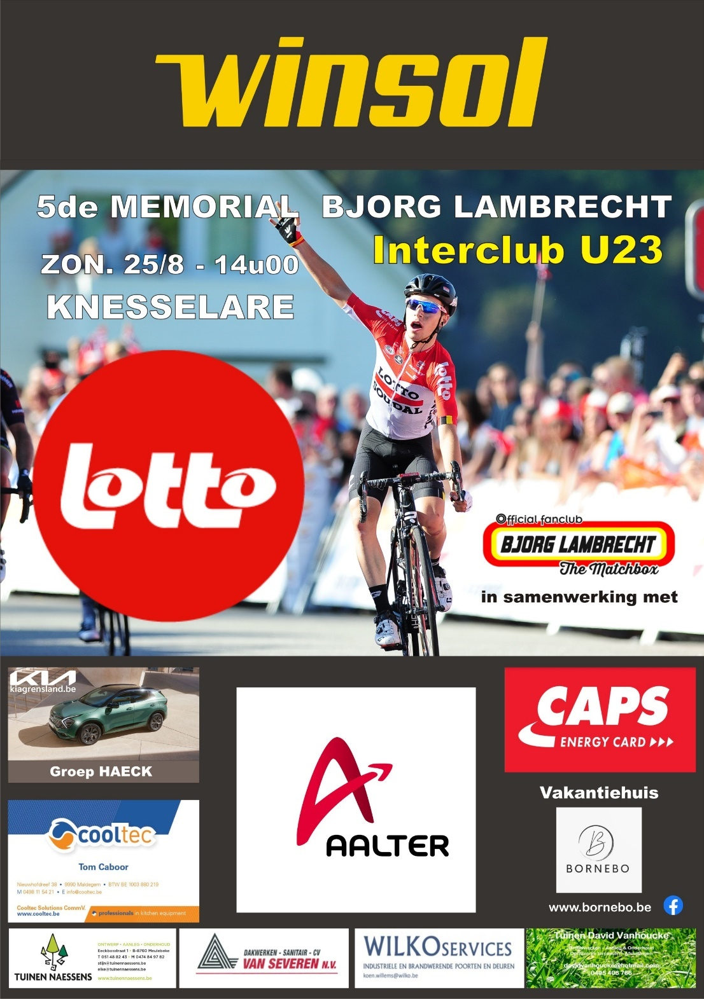 winsol
5de MEMORIAL BJORG LAMBRECHT
Interclub U23
ZON. 25/8 - 14u00
KNESSELARE
CAPS
lotto
LOTTO
SOUDAL
lotto
Official fanclub
BJORG LAMBRECHT
The Matchbox
in samenwerking met
KIA
kiagrensland.be
Groep HAECK
AALTER
CAPS
ENERGY CARD
Vakantiehuis
B
BORNEBO
www.bornebo.be
cooltec
Tom Caboor
Nieuwhofdreef 38 • 9990 Maldegem • BTW BE 1003 880 219
M 0498 11 54 21 • E info@cooltec.be
Cooltec Solutions CommV.
www.cooltec.be
professionals in kitchen equipment
TUINEN NAESSENS
ONTWERP • AANLEG • ONDERHOUD
Eeckbosstraat 1 - B-8760 Meulebeke
T 051 48 82 43 - M 0474 84 97 82
stijn@tuinennaessens.be
elke@tuinennaessens.be
www.tuinennaessens.be
DAKWERKEN - SANITAIR - CV
VAN SEVEREN N.V.
WILKOSERVICES
INDUSTRIELE EN BRANDWERENDE POORTEN EN DEUREN
koen.willems@wilko.be
Tuinen David Vanhoucke
Grondwerken - Aanleg & Onderhoud
Opritten en terrassen - Afsluitingen
davidvanhoucke@hotmail.com
0495 406 766